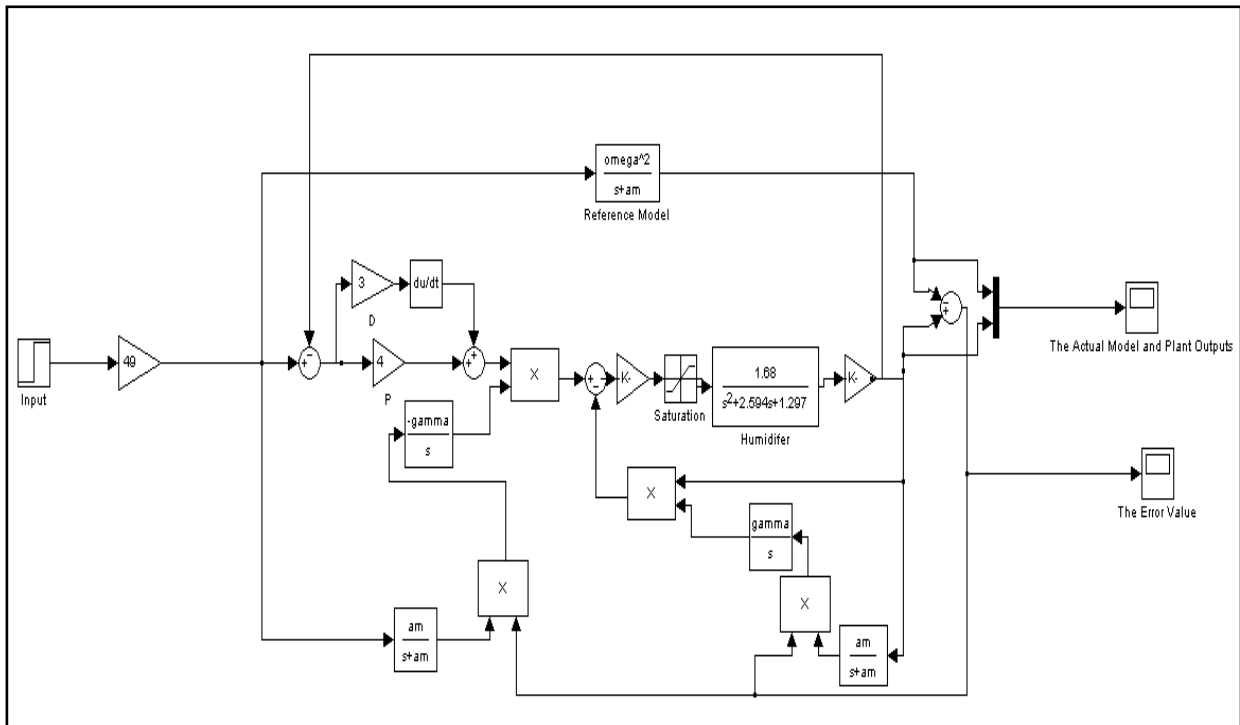 omega^2
s+am
Reference Model
3
du/dt
D
49
Input
+
-
4
P
+
+
X
+
-
K-
Saturation
1.68
s²+2.594s+1.297
Humidifer
K-
-
+
The Actual Model and Plant Outputs
-gamma
s
X
gamma
s
The Error Value
X
X
am
s+am
am
s+am